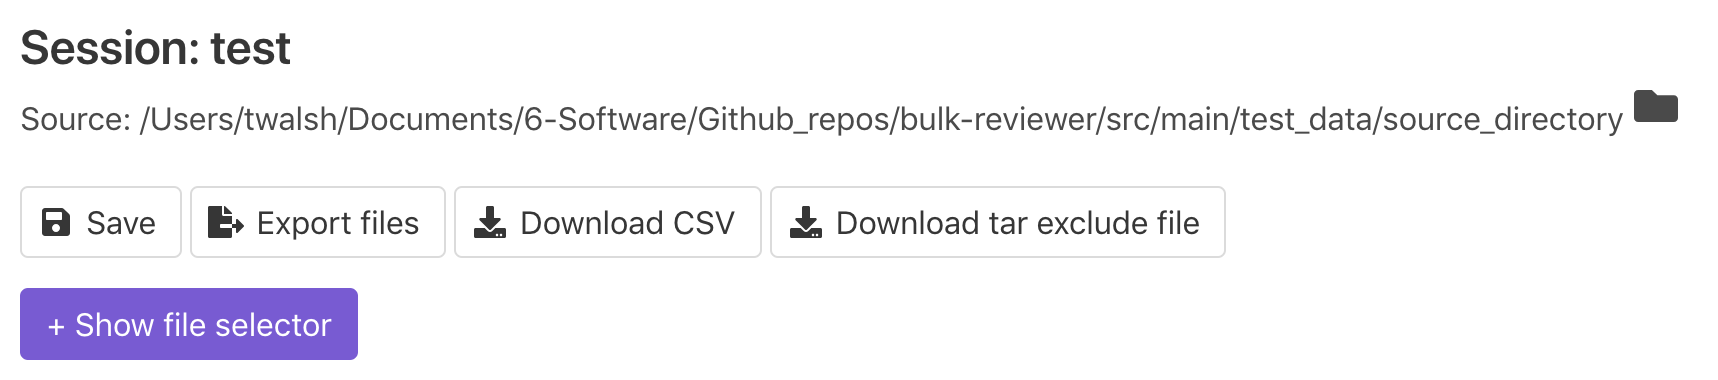 Session: test
Source: /Users/twalsh/Documents/6-Software/Github_repos/bulk-reviewer/src/main/test_data/source_directory
Save Export files Download CSV Download tar exclude file
+ Show file selector